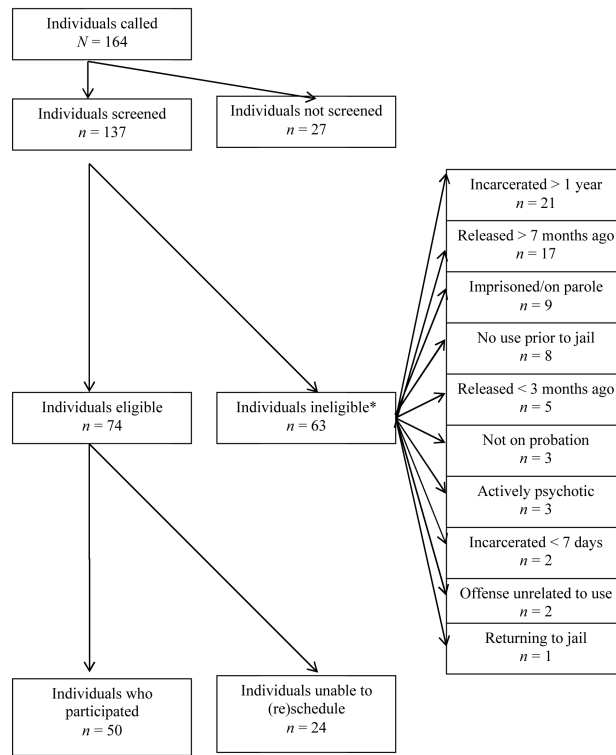 Individuals called
N = 164
Individuals screened
n = 137
Individuals not screened
n = 27
Incarcerated > 1 year
n = 21
Released > 7 months ago
n = 17
Imprisoned/on parole
n = 9
No use prior to jail
n = 8
Released < 3 months ago
n = 5
Not on probation
n = 3
Actively psychotic
n = 3
Incarcerated < 7 days
n = 2
Offense unrelated to use
n = 2
Returning to jail
n = 1
Individuals eligible
n = 74
Individuals ineligible*
n = 63
Individuals who
participated
n = 50
Individuals unable to
(re)schedule
n = 24